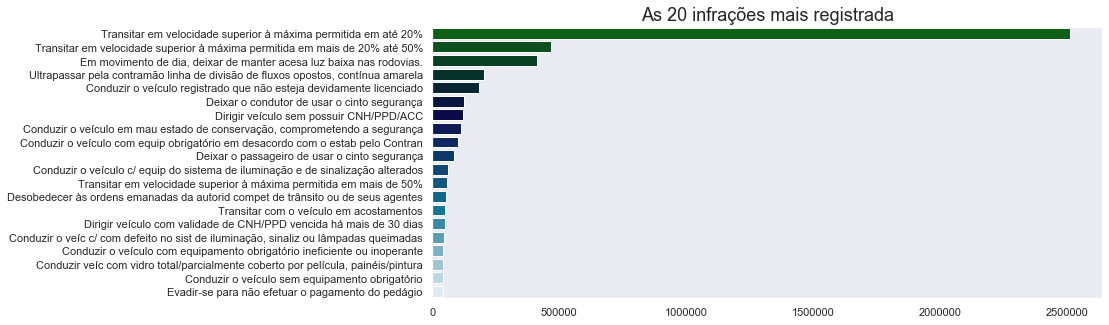 As 20 infrações mais registrada
Transitar em velocidade superior à máxima permitida em até 20%
Transitar em velocidade superior à máxima permitida em mais de 20% até 50%
Em movimento de dia, deixar de manter acesa luz baixa nas rodovias.
Ultrapassar pela contramão linha de divisão de fluxos opostos, contínua amarela
Conduzir o veículo registrado que não esteja devidamente licenciado
Deixar o condutor de usar o cinto segurança
Dirigir veículo sem possuir CNH/PPD/ACC
Conduzir o veículo em mau estado de conservação, comprometendo a segurança
Conduzir o veículo com equip obrigatório em desacordo com o estab pelo Contran
Deixar o passageiro de usar o cinto segurança
Conduzir o veículo c/ equip do sistema de iluminação e de sinalização alterados
Transitar em velocidade superior à máxima permitida em mais de 50%
Desobedecer às ordens emanadas da autorid compet de trânsito ou de seus agentes
Transitar com o veículo em acostamentos
Dirigir veículo com validade de CNH/PPD vencida há mais de 30 dias
Conduzir o veíc c/ com defeito no sist de iluminação, sinaliz ou lâmpadas queimadas
Conduzir o veículo com equipamento obrigatório ineficiente ou inoperante
Conduzir veíc com vidro total/parcialmente coberto por película, painéis/pintura
Conduzir o veículo sem equipamento obrigatório
Evadir-se para não efetuar o pagamento do pedágio
0 500000 1000000 1500000 2000000 2500000